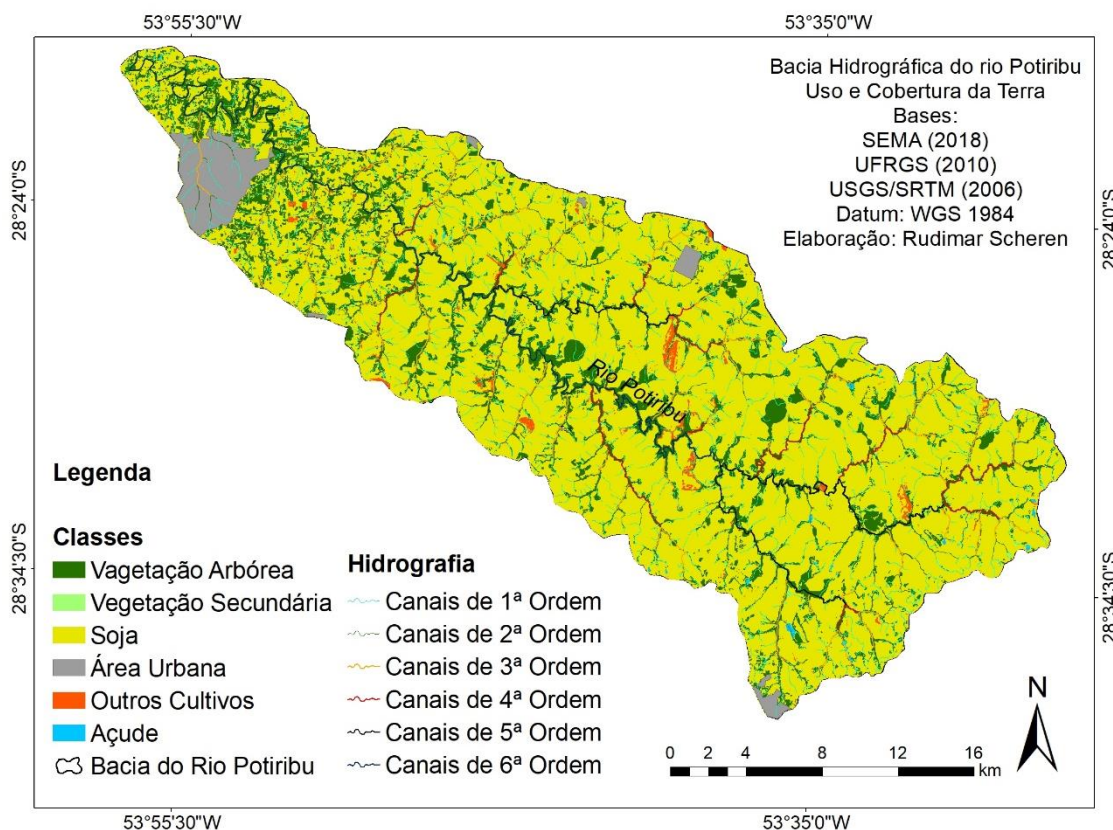 53°55'30"W
53°35'0"W
Bacia Hidrográfica do rio Potiribu
Uso e Cobertura da Terra
Bases:
SEMA (2018)
UFRGS (2010)
USGS/SRTM (2006)
Datum: WGS 1984
Elaboração: Rudimar Scheren
28°24'0"S
28°24'0"S
Rio Potiribu
Legenda
Classes
Vagetação Arbórea
Vegetação Secundária
Soja
Área Urbana
Outros Cultivos
Açude
Bacia do Rio Potiribu
Hidrografia
Canais de 1ª Ordem
Canais de 2ª Ordem
Canais de 3ª Ordem
Canais de 4ª Ordem
Canais de 5ª Ordem
Canais de 6ª Ordem
28°34'30"S
28°34'30"S
N
0 2 4 8 12 16
km
53°55'30"W
53°35'0"W